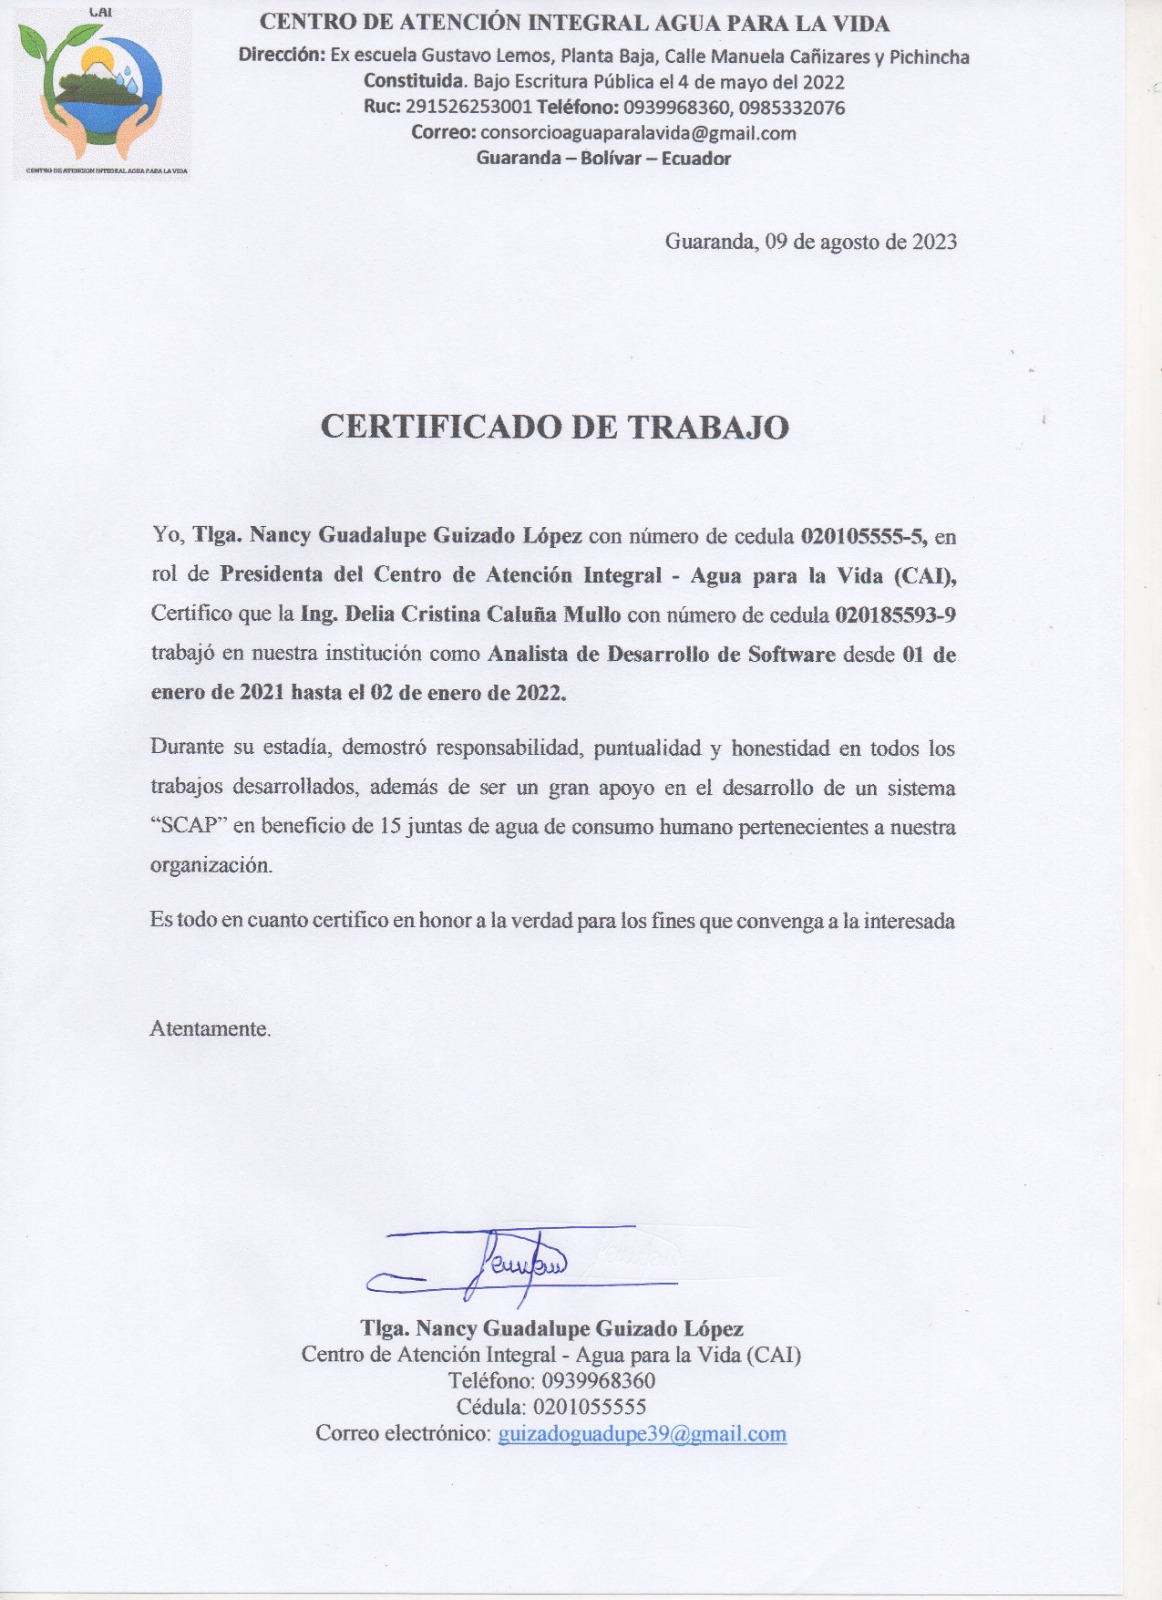 CAI
CENTRO DE ATENCION INTEGRAL AGUA PARA LA VIDA
CENTRO DE ATENCIÓN INTEGRAL AGUA PARA LA VIDA
Dirección: Ex escuela Gustavo Lemos, Planta Baja, Calle Manuela Cañizares y Pichincha
Constituida. Bajo Escritura Pública el 4 de mayo del 2022
Ruc: 291526253001 Teléfono: 0939968360, 0985332076
Correo: consorcioaguaparalavida@gmail.com
Guaranda – Bolívar – Ecuador
Guaranda, 09 de agosto de 2023
CERTIFICADO DE TRABAJO
Yo, Tlga. Nancy Guadalupe Guizado López con número de cedula 020105555-5, en
rol de Presidenta del Centro de Atención Integral - Agua para la Vida (CAI),
Certifico que la Ing. Delia Cristina Caluña Mullo con número de cedula 020185593-9
trabajó en nuestra institución como Analista de Desarrollo de Software desde 01 de
enero de 2021 hasta el 02 de enero de 2022.
Durante su estadía, demostró responsabilidad, puntualidad y honestidad en todos los
trabajos desarrollados, además de ser un gran apoyo en el desarrollo de un sistema
“SCAP” en beneficio de 15 juntas de agua de consumo humano pertenecientes a nuestra
organización.
Es todo en cuanto certifico en honor a la verdad para los fines que convenga a la interesada
Atentamente.
Tlga. Nancy Guadalupe Guizado López
Centro de Atención Integral - Agua para la Vida (CAI)
Teléfono: 0939968360
Cédula: 0201055555
Correo electrónico: guizadoguadupe39@gmail.com